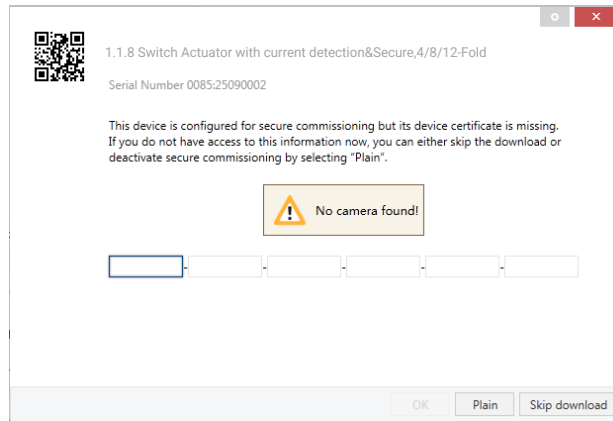 1.1.8 Switch Actuator with current detection&Secure,4/8/12-Fold
Serial Number 0085:25090002
This device is configured for secure commissioning but its device certificate is missing.
If you do not have access to this information now, you can either skip the download or
deactivate secure commissioning by selecting "Plain".
No camera found!
- - - - -
OK Plain Skip download